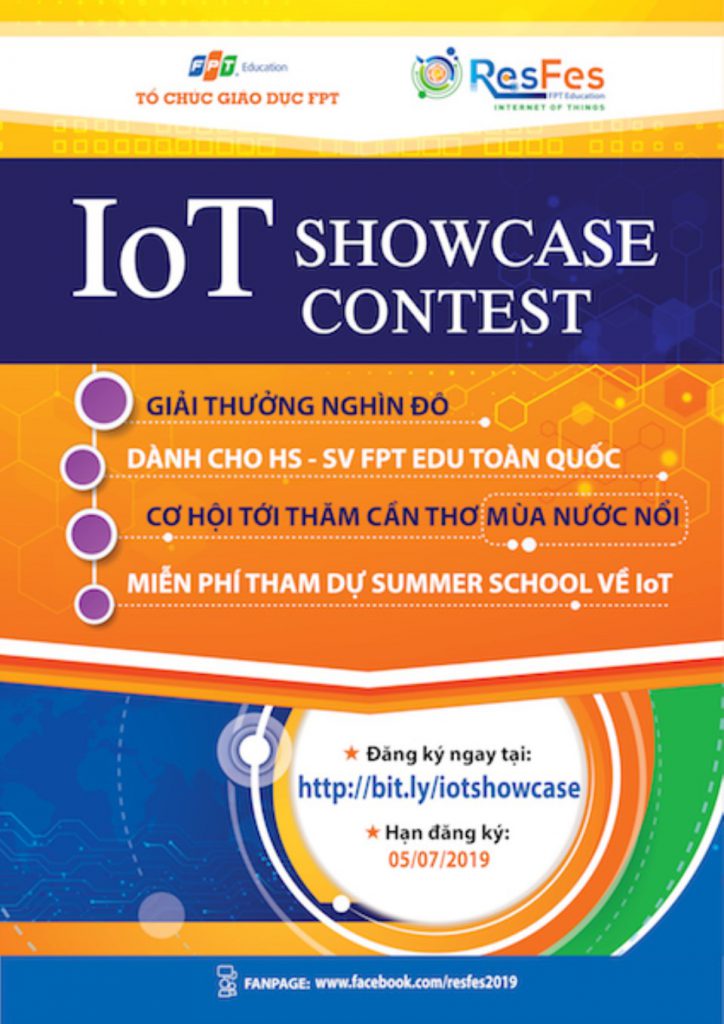 FPT Education
TỔ CHỨC GIÁO DỤC FPT
ResFes
FPT Education
INTERNET OF THINGS
IoT SHOWCASE
CONTEST
GIẢI THƯỞNG NGHÌN ĐÔ
DÀNH CHO HS - SV FPT EDU TOÀN QUỐC
CƠ HỘI TỚI THĂM CẦN THƠ MÙA NƯỚC NỔI
MIỄN PHÍ THAM DỰ SUMMER SCHOOL VỀ IoT
★ Đăng ký ngay tại:
http://bit.ly/iotshowcase
★ Hạn đăng ký:
05/07/2019
FANPAGE: www.facebook.com/resfes2019